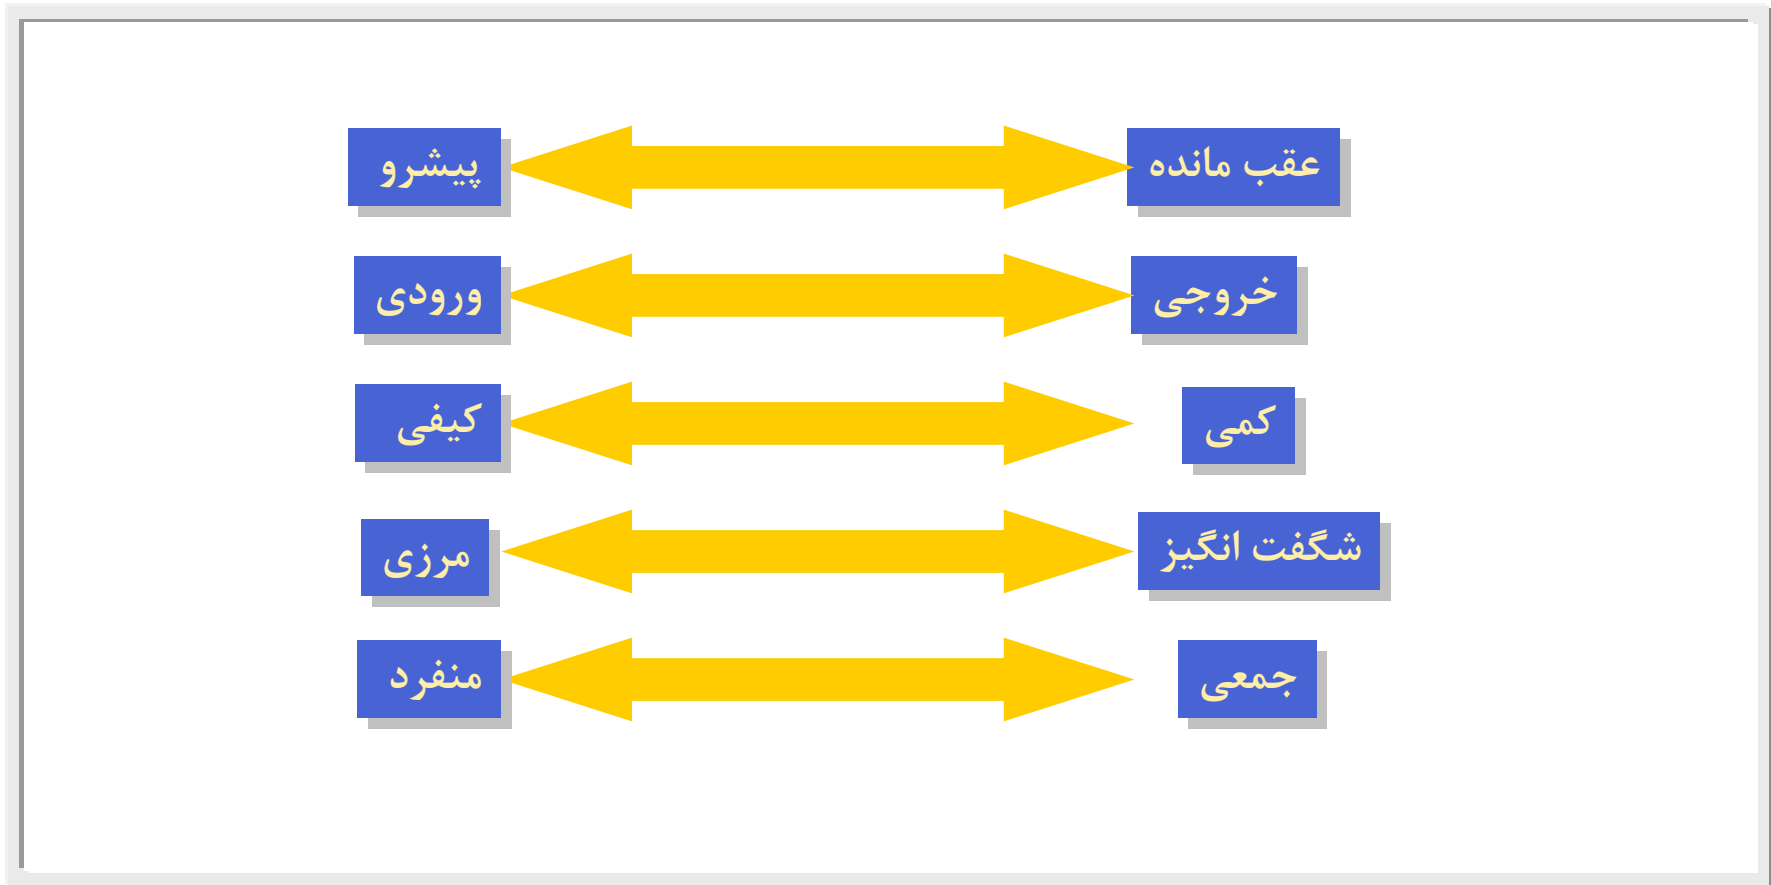 عقب مانده
پیشرو
خروجی
ورودی
کمی
کیفی
شگفت انگیز
مرزی
جمعی
منفرد